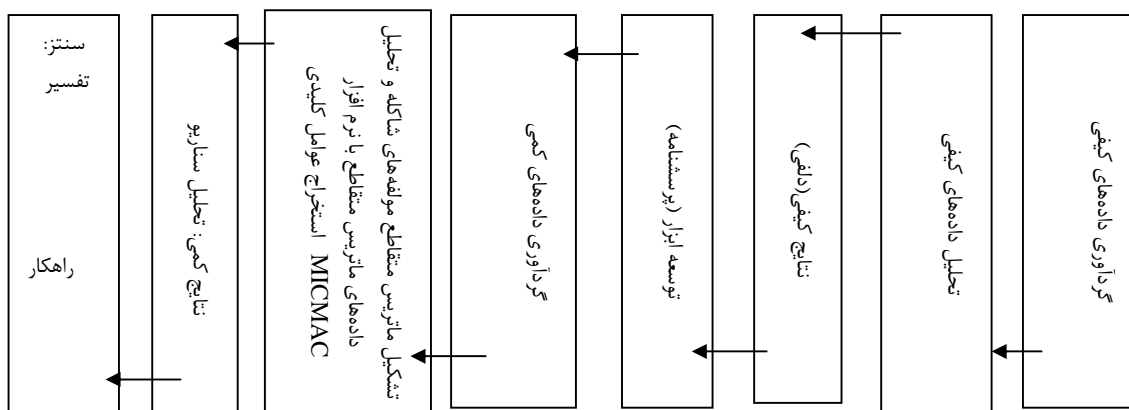 گردآوری داده‌های کیفی
تحلیل داده‌های کیفی
نتایج کیفی(دلفی)
توسعه ابزار (پرسشنامه)
گردآوری داده‌های کمی
تشکیل ماتریس متقاطع مولفه‌های شاکله و تحلیل
داده‌های ماتریس متقاطع با نرم افزار
MICMAC استخراج عوامل کلیدی
نتایج کمی: تحلیل سناریو
سنتز:
تفسیر
راهکار